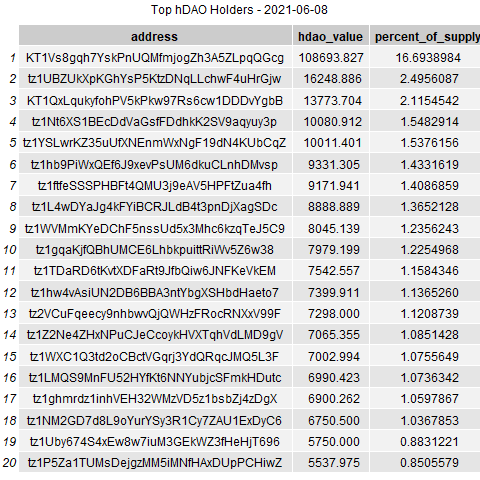 Top hDAO Holders - 2021-06-08
address hdao_value percent_of_supply
1 KT1Vs8gqh7YskPnUQMfmjogZh3A5ZLpqQGcg 108693.827 16.6938984
2 tz1UBZUkXpKGhYsP5KtzDNqLLchwF4uHrGjw 16248.886 2.4956087
3 KT1QxLqukyfohPV5kPkw97Rs6cw1DDDvYgbB 13773.704 2.1154542
4 tz1Nt6XS1BEcDdVaGsfFDdhkK2SV9aqyuy3p 10080.912 1.5482914
5 tz1YSLwrKZ35uUfXNEnmWxNgF19dN4KUbCqZ 10011.401 1.5376156
6 tz1hb9PiWxQEf6J9xevPsUM6dkuCLnhDMvsp 9331.305 1.4331619
7 tz1ftfeSSSPHBFt4QMU3j9eAV5HPFtZua4fh 9171.941 1.4086859
8 tz1L4wDYaJg4kFYiBCRJLdB4t3pnDjXagSDc 8888.889 1.3652128
9 tz1WVMmKYeDChF5nssUd5x3Mhc6kzqTeJ5C9 8045.139 1.2356243
10 tz1gqaKjfQBhUMCE6LhbkpuittRiWv5Z6w38 7979.199 1.2254968
11 tz1TDaRD6tKvtXDFaRt9JfbQiw6JNFKeVkEM 7542.557 1.1584346
12 tz1hw4vAsiUN2DB6BBA3ntYbgXSHbdHaeto7 7399.911 1.1365260
13 tz2VCuFqeecy9nhbwvQjQWHzFRocRNXxV99F 7298.000 1.1208739
14 tz1Z2Ne4ZHxNPuCJeCcoykHVXTqhVdLMD9gV 7065.355 1.0851428
15 tz1WXC1Q3td2oCBctVGqrj3YdQRqcJMQ5L3F 7002.994 1.0755649
16 tz1LMQS9MnFU52HYfKt6NNYubjcSFmkHDutc 6990.423 1.0736342
17 tz1ghmrdz1inhVEH32WMzVD5z1bsbZj4zDgX 6900.262 1.0597867
18 tz1NM2GD7d8L9oYurYSy3R1Cy7ZAU1ExDyC6 6750.500 1.0367853
19 tz1Uby674S4xEw8w7iuM3GEkWZ3fHeHjT696 5750.000 0.8831221
20 tz1P5Za1TUMsDejgzMM5iMNfHAxDUpPCHiwZ 5537.975 0.8505579